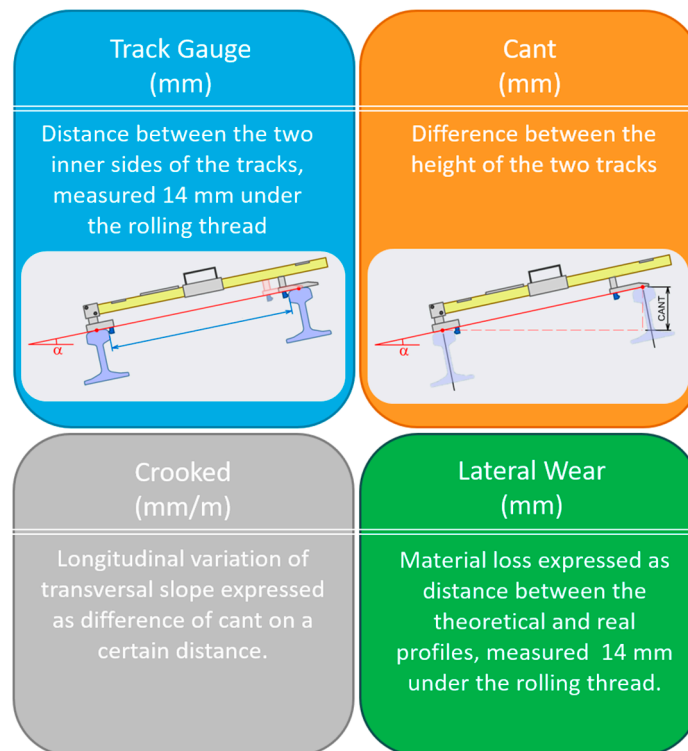 Track Gauge
(mm)
Distance between the two
inner sides of the tracks,
measured 14 mm under
the rolling thread
α
Cant
(mm)
Difference between the
height of the two tracks
CANT
α
Crooked
(mm/m)
Longitudinal variation of
transversal slope expressed
as difference of cant on a
certain distance.
Lateral Wear
(mm)
Material loss expressed as
distance between the
theoretical and real
profiles, measured  14 mm
under the rolling thread.